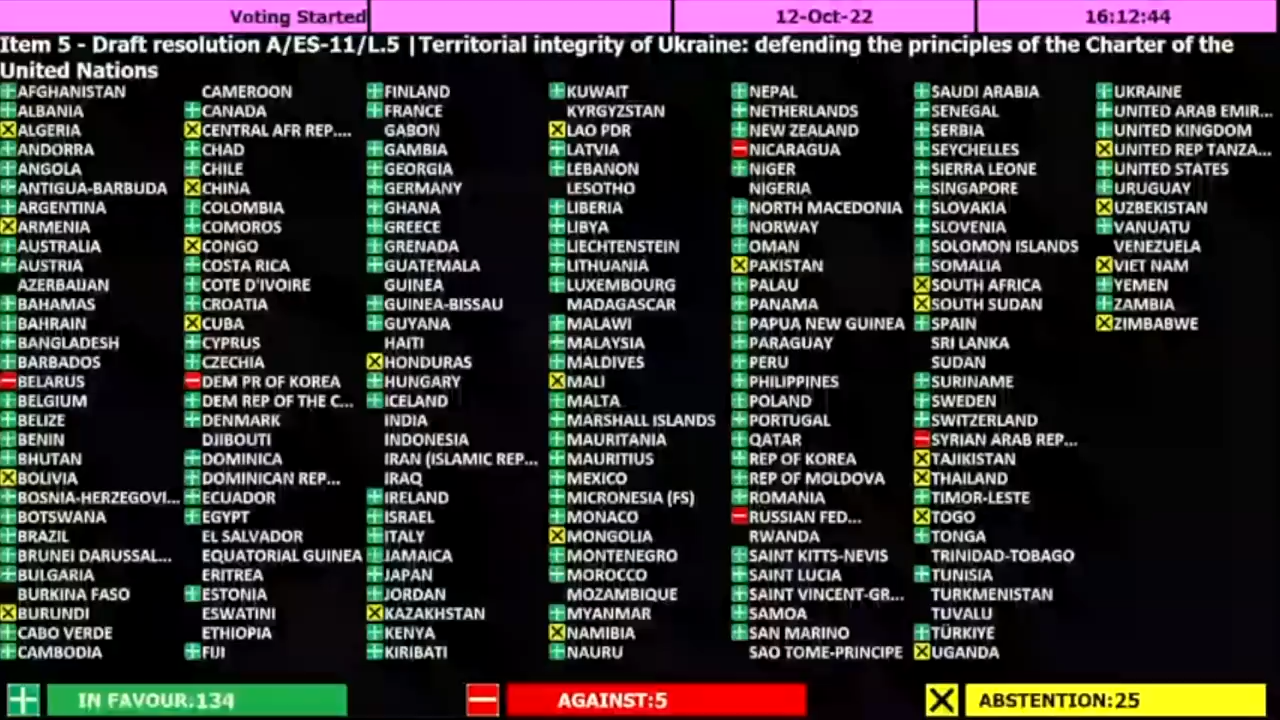 Voting Started 12-Oct-22 16:12:44
Item 5 - Draft resolution A/ES-11/L.5 |Territorial integrity of Ukraine: defending the principles of the Charter of the
United Nations
AFGHANISTAN
ALBANIA
ALGERIA
ANDORRA
ANGOLA
ANTIGUA-BARBUDA
ARGENTINA
ARMENIA
AUSTRALIA
AUSTRIA
AZERBAIJAN
BAHAMAS
BAHRAIN
BANGLADESH
BARBADOS
BELARUS
BELGIUM
BELIZE
BENIN
BHUTAN
BOLIVIA
BOSNIA-HERZEGOVI...
BOTSWANA
BRAZIL
BRUNEI DARUSSAL...
BULGARIA
BURKINA FASO
BURUNDI
CABO VERDE
CAMBODIA
CAMEROON
CANADA
CENTRAL AFR REP....
CHAD
CHILE
CHINA
COLOMBIA
COMOROS
CONGO
COSTA RICA
COTE D'IVOIRE
CROATIA
CUBA
CYPRUS
CZECHIA
DEM PR OF KOREA
DEM REP OF THE C...
DENMARK
DJIBOUTI
DOMINICA
DOMINICAN REP...
ECUADOR
EGYPT
EL SALVADOR
EQUATORIAL GUINEA
ERITREA
ESTONIA
ESWATINI
ETHIOPIA
FIJI
FINLAND
FRANCE
GABON
GAMBIA
GEORGIA
GERMANY
GHANA
GREECE
GRENADA
GUATEMALA
GUINEA
GUINEA-BISSAU
GUYANA
HAITI
HONDURAS
HUNGARY
ICELAND
INDIA
INDONESIA
IRAN (ISLAMIC REP...
IRAQ
IRELAND
ISRAEL
ITALY
JAMAICA
JAPAN
JORDAN
KAZAKHSTAN
KENYA
KIRIBATI
KUWAIT
KYRGYZSTAN
LAO PDR
LATVIA
LEBANON
LESOTHO
LIBERIA
LIBYA
LIECHTENSTEIN
LITHUANIA
LUXEMBOURG
MADAGASCAR
MALAWI
MALAYSIA
MALDIVES
MALI
MALTA
MARSHALL ISLANDS
MAURITANIA
MAURITIUS
MEXICO
MICRONESIA (FS)
MONACO
MONGOLIA
MONTENEGRO
MOROCCO
MOZAMBIQUE
MYANMAR
NAMIBIA
NAURU
NEPAL
NETHERLANDS
NEW ZEALAND
NICARAGUA
NIGER
NIGERIA
NORTH MACEDONIA
NORWAY
OMAN
PAKISTAN
PALAU
PANAMA
PAPUA NEW GUINEA
PARAGUAY
PERU
PHILIPPINES
POLAND
PORTUGAL
QATAR
REP OF KOREA
REP OF MOLDOVA
ROMANIA
RUSSIAN FED...
RWANDA
SAINT KITTS-NEVIS
SAINT LUCIA
SAINT VINCENT-GR...
SAMOA
SAN MARINO
SAO TOME-PRINCIPE
SAUDI ARABIA
SENEGAL
SERBIA
SEYCHELLES
SIERRA LEONE
SINGAPORE
SLOVAKIA
SLOVENIA
SOLOMON ISLANDS
SOMALIA
SOUTH AFRICA
SOUTH SUDAN
SPAIN
SRI LANKA
SUDAN
SURINAME
SWEDEN
SWITZERLAND
SYRIAN ARAB REP...
TAJIKISTAN
THAILAND
TIMOR-LESTE
TOGO
TONGA
TRINIDAD-TOBAGO
TUNISIA
TURKMENISTAN
TUVALU
TÜRKIYE
UGANDA
UKRAINE
UNITED ARAB EMIR...
UNITED KINGDOM
UNITED REP TANZA...
UNITED STATES
URUGUAY
UZBEKISTAN
VANUATU
VENEZUELA
VIET NAM
YEMEN
ZAMBIA
ZIMBABWE
IN FAVOUR:134 AGAINST:5 ABSTENTION:25